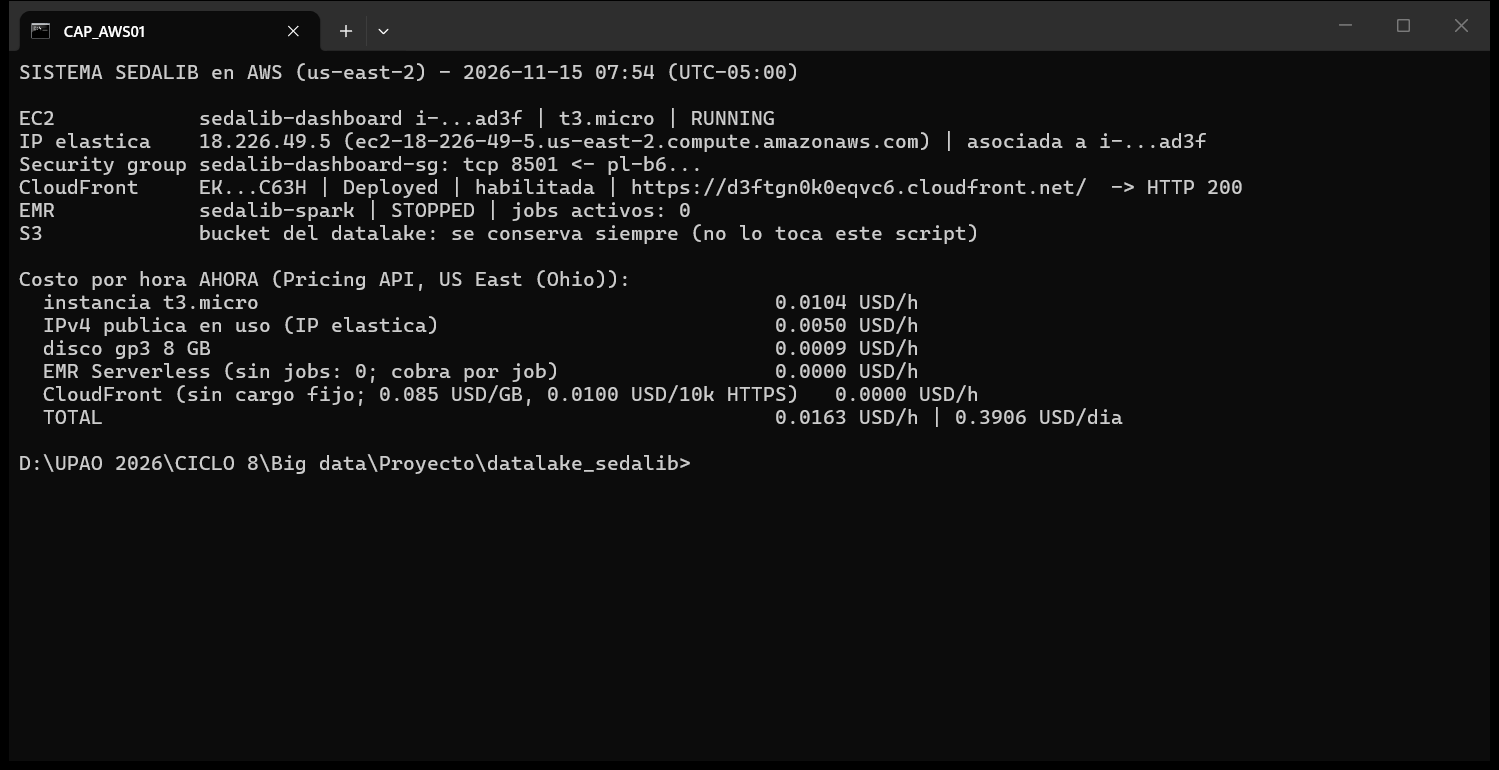 CAP_AWS01
SISTEMA SEDALIB en AWS (us-east-2) - 2026-11-15 07:54 (UTC-05:00)
EC2 sedalib-dashboard i-...ad3f | t3.micro | RUNNING
IP elastica 18.226.49.5 (ec2-18-226-49-5.us-east-2.compute.amazonaws.com) | asociada a i-...ad3f
Security group sedalib-dashboard-sg: tcp 8501 <- pl-b6...
CloudFront EK...C63H | Deployed | habilitada | https://d3ftgn0k0eqvc6.cloudfront.net/ -> HTTP 200
EMR sedalib-spark | STOPPED | jobs activos: 0
S3 bucket del datalake: se conserva siempre (no lo toca este script)
Costo por hora AHORA (Pricing API, US East (Ohio)):
instancia t3.micro 0.0104 USD/h
IPv4 publica en uso (IP elastica) 0.0050 USD/h
disco gp3 8 GB 0.0009 USD/h
EMR Serverless (sin jobs: 0; cobra por job) 0.0000 USD/h
CloudFront (sin cargo fijo; 0.085 USD/GB, 0.0100 USD/10k HTTPS) 0.0000 USD/h
TOTAL 0.0163 USD/h | 0.3906 USD/dia
D:\UPAO 2026\CICLO 8\Big data\Proyecto\datalake_sedalib>